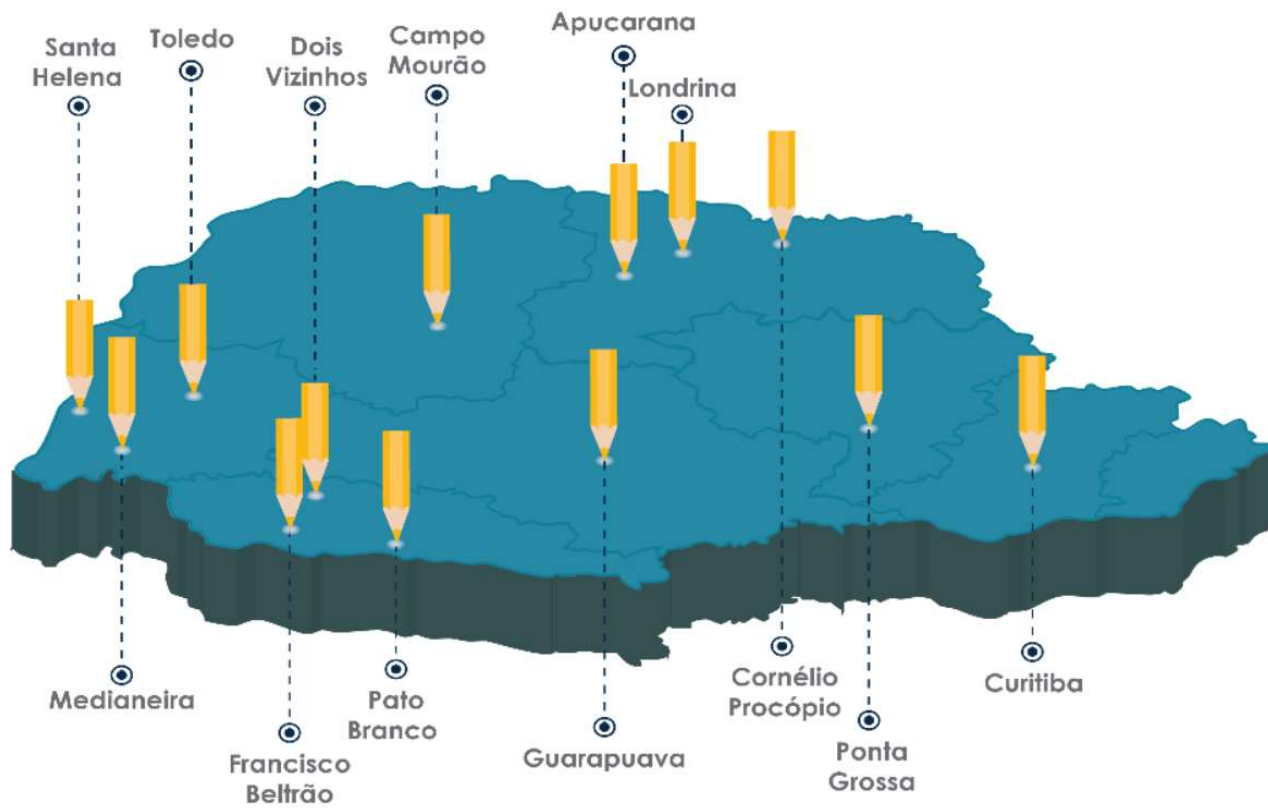 Santa
Helena
Toledo
Dois
Vizinhos
Campo
Mourão
Apucarana
Londrina
Medianeira
Francisco
Beltrão
Pato
Branco
Guarapuava
Cornélio
Procópio
Ponta
Grossa
Curitiba